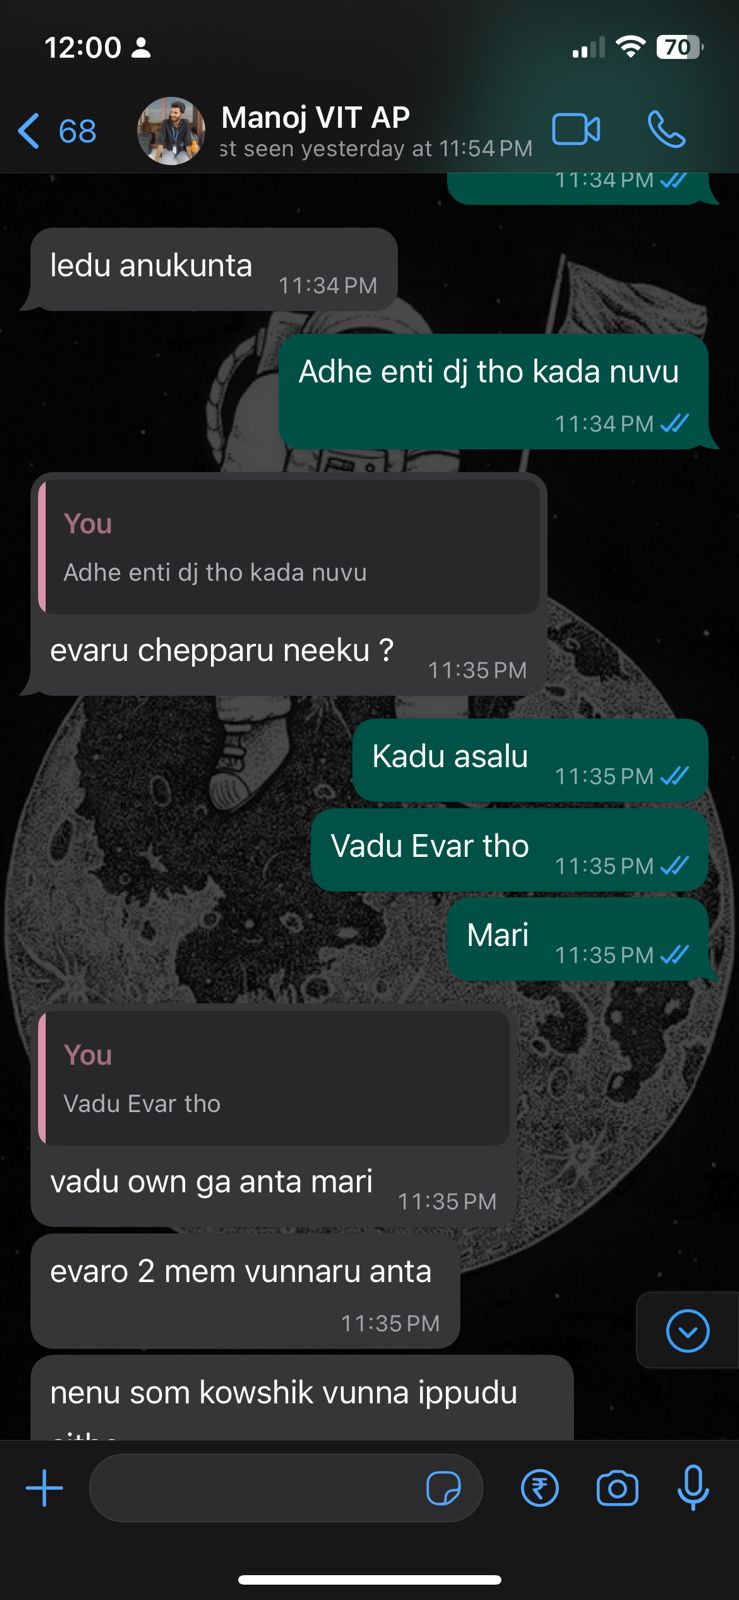 12:00
70
68
Manoj VIT AP
st seen yesterday at 11:54 PM
11:34 PM
ledu anukunta
11:34 PM
Adhe enti dj tho kada nuvu
11:34 PM
You
Adhe enti dj tho kada nuvu
evaru chepparu neeku ?
11:35 PM
Kadu asalu
11:35 PM
Vadu Evar tho
11:35 PM
Mari
11:35 PM
You
Vadu Evar tho
vadu own ga anta mari
11:35 PM
evaro 2 mem vunnaru anta
11:35 PM
nenu som kowshik vunna ippudu